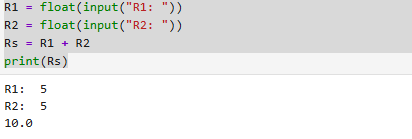 R1 = float(input("R1: "))
R2 = float(input("R2: "))
Rs = R1 + R2
print(Rs)
R1:  5
R2:  5
10.0